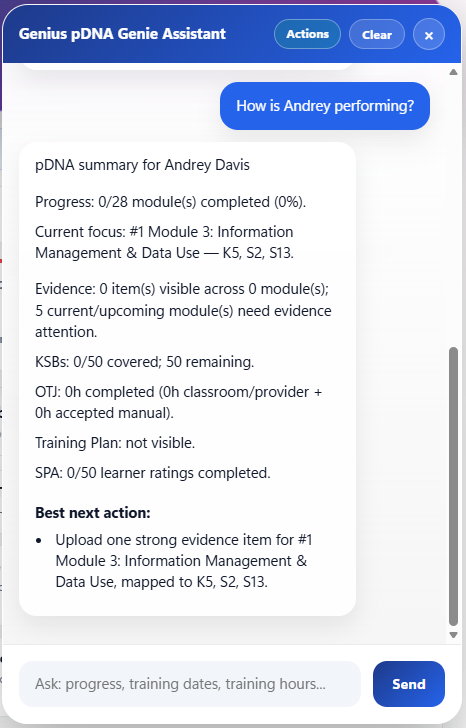 Genius pDNA Genie Assistant
Actions
Clear
×
How is Andrey performing?
pDNA summary for Andrey Davis
Progress: 0/28 module(s) completed (0%).
Current focus: #1 Module 3: Information
Management & Data Use — K5, S2, S13.
Evidence: 0 item(s) visible across 0 module(s);
5 current/upcoming module(s) need evidence
attention.
KSBs: 0/50 covered; 50 remaining.
OTJ: 0h completed (0h classroom/provider +
0h accepted manual).
Training Plan: not visible.
SPA: 0/50 learner ratings completed.
Best next action:
• Upload one strong evidence item for #1
Module 3: Information Management &
Data Use, mapped to K5, S2, S13.
Ask: progress, training dates, training hours...
Send